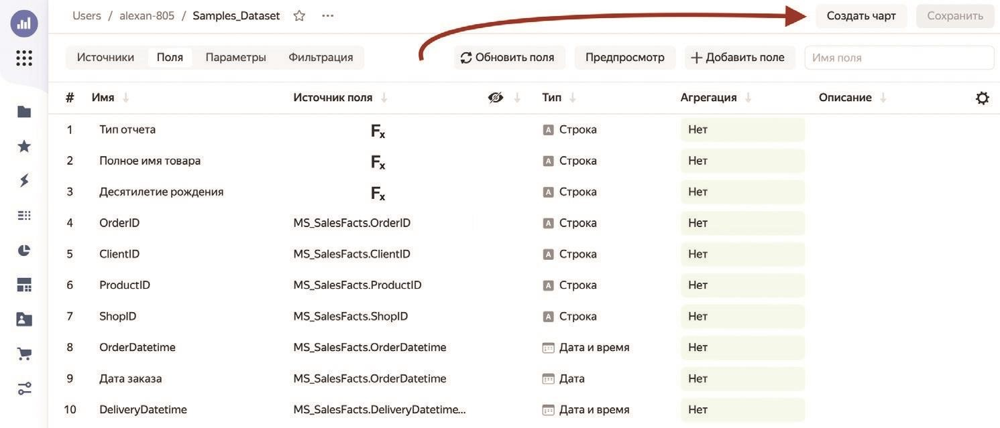 Users / alexan-805 / Samples_Dataset
Создать чарт Сохранить
Источники Поля Параметры Фильтрация Обновить поля Предпросмотр + Добавить поле Имя поля
# Имя Источник поля Тип Агрегация Описание
1 Тип отчета Fx A Строка Нет
2 Полное имя товара Fx A Строка Нет
3 Десятилетие рождения Fx A Строка Нет
4 OrderID MS_SalesFacts.OrderID A Строка Нет
5 ClientID MS_SalesFacts.ClientID A Строка Нет
6 ProductID MS_SalesFacts.ProductID A Строка Нет
7 ShopID MS_SalesFacts.ShopID A Строка Нет
8 OrderDatetime MS_SalesFacts.OrderDatetime Дата и время Нет
9 Дата заказа MS_SalesFacts.OrderDatetime Дата Нет
10 DeliveryDatetime MS_SalesFacts.DeliveryDatetime... Дата и время Нет